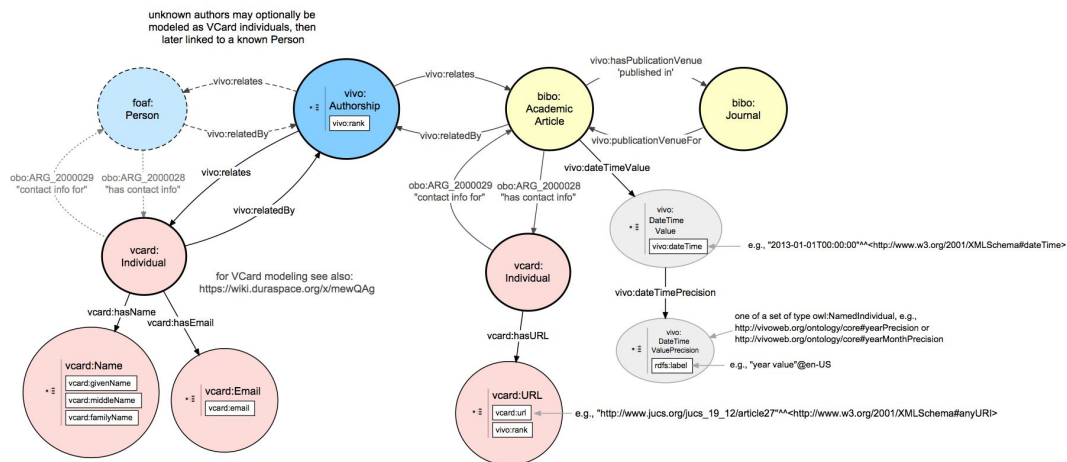 unknown authors may optionally be
modeled as VCard individuals, then
later linked to a known Person
foaf:
Person
vivo:relates
vivo:relatedBy
vivo:
Authorship
vivo:rank
vivo:relates
vivo:relatedBy
bibo:
Academic
Article
vivo:hasPublicationVenue
'published in'
vivo:publicationVenueFor
bibo:
Journal
obo:ARG_2000029
"contact info for"
obo:ARG_2000028
"has contact info"
vivo:relates
vivo:relatedBy
obo:ARG_2000029
"contact info for"
obo:ARG_2000028
"has contact info"
vivo:dateTimeValue
vivo:
DateTime
Value
vivo:dateTime
e.g., "2013-01-01T00:00:00"^^<http://www.w3.org/2001/XMLSchema#dateTime>
vcard:
Individual
for VCard modeling see also:
https://wiki.duraspace.org/x/mewQAg
vcard:
Individual
vivo:dateTimePrecision
vcard:hasName
vcard:hasEmail
vcard:hasURL
vivo:
DateTime
ValuePrecision
rdfs:label
one of a set of type owl:NamedIndividual, e.g.,
http://vivoweb.org/ontology/core#yearPrecision or
http://vivoweb.org/ontology/core#yearMonthPrecision
e.g., "year value"@en-US
vcard:Name
vcard:givenName
vcard:middleName
vcard:familyName
vcard:Email
vcard:email
vcard:URL
vcard:url
vivo:rank
e.g., "http://www.jucs.org/jucs_19_12/article27"^^<http://www.w3.org/2001/XMLSchema#anyURI>